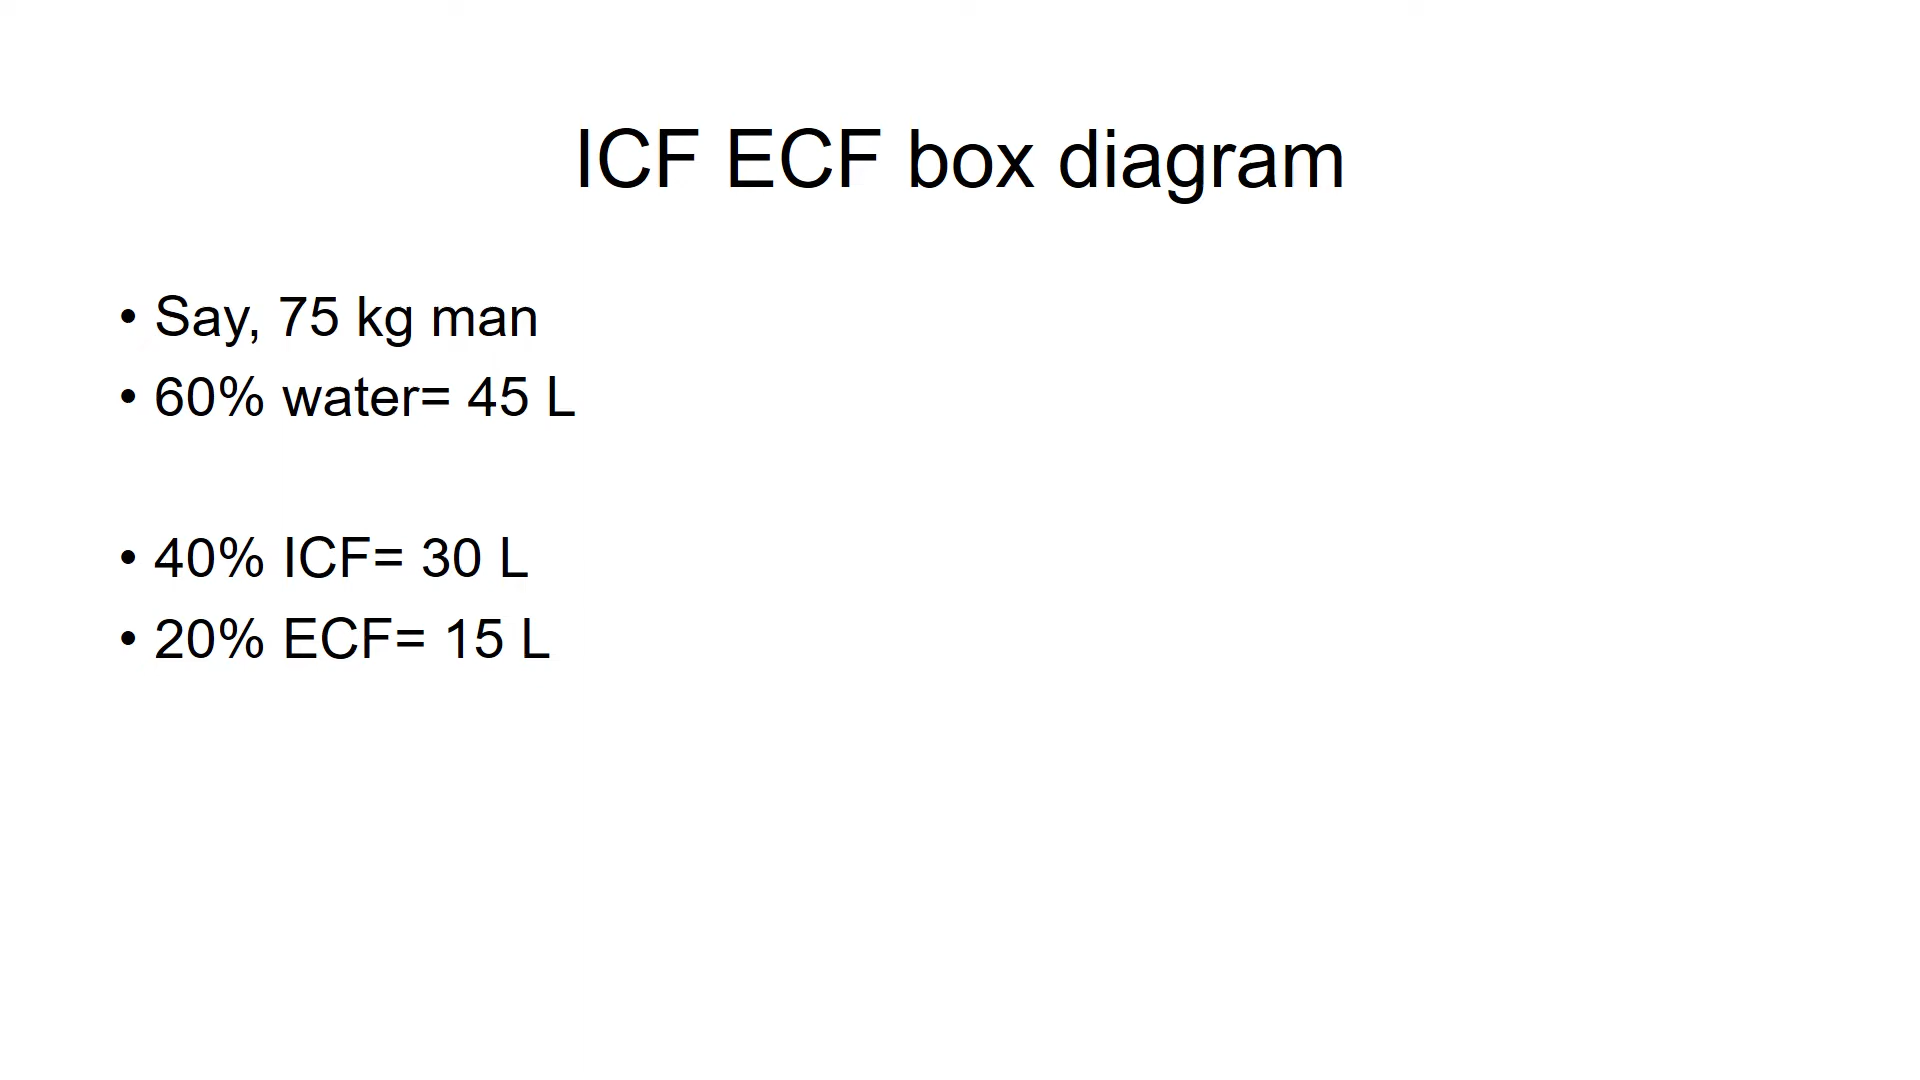 ICF ECF box diagram
• Say, 75 kg man
• 60% water= 45 L
• 40% ICF= 30 L
• 20% ECF= 15 L